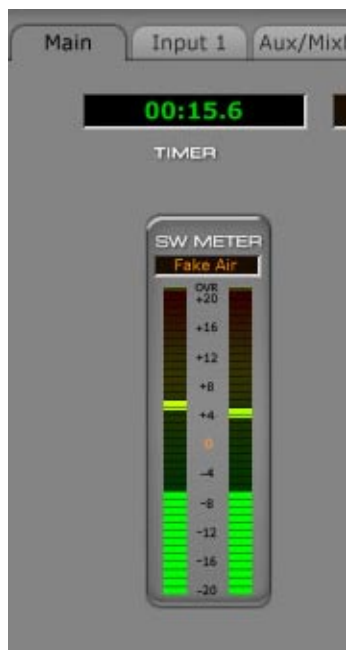 Main Input 1 Aux/Mix
00:15.6
TIMER
SW METER
Fake Air
OVR
+20
+16
+12
+8
+4
0
-4
-8
-12
-16
-20